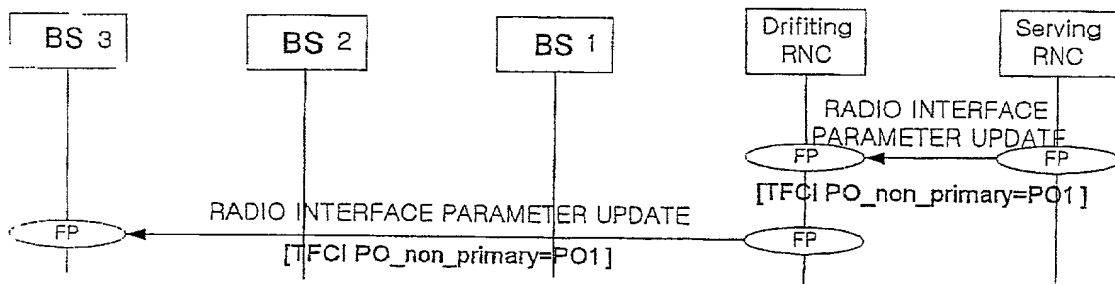 BS 3
BS 2
BS 1
Drifiting
RNC
Serving
RNC
RADIO INTERFACE
PARAMETER UPDATE
FP
FP
[TFCI PO_non_primary=PO1]
RADIO INTERFACE PARAMETER UPDATE
FP
FP
[TFCI PO_non_primary=PO1]